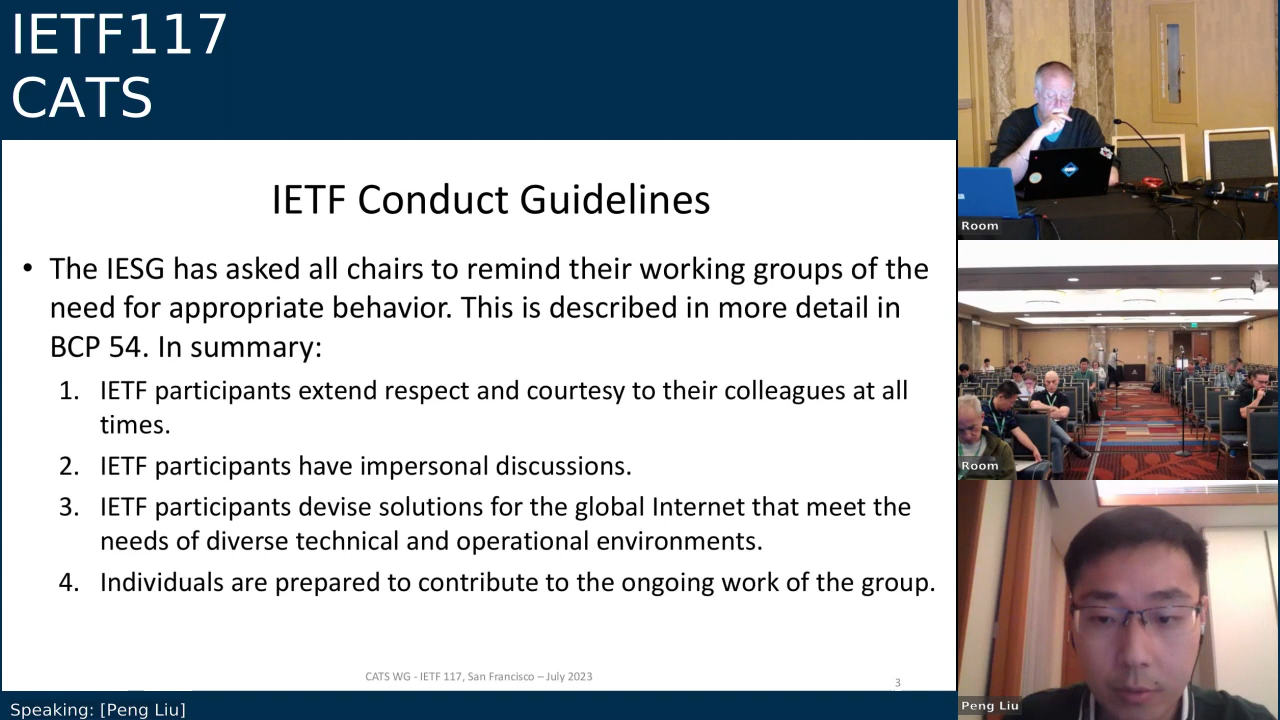 IETF117
CATS
IETF Conduct Guidelines
• The IESG has asked all chairs to remind their working groups of the
need for appropriate behavior. This is described in more detail in
BCP 54. In summary:
1. IETF participants extend respect and courtesy to their colleagues at all
times.
2. IETF participants have impersonal discussions.
3. IETF participants devise solutions for the global Internet that meet the
needs of diverse technical and operational environments.
4. Individuals are prepared to contribute to the ongoing work of the group.
CATS WG - IETF 117, San Francisco – July 2023
3
Room
Room
Peng Liu
Speaking: [Peng Liu]